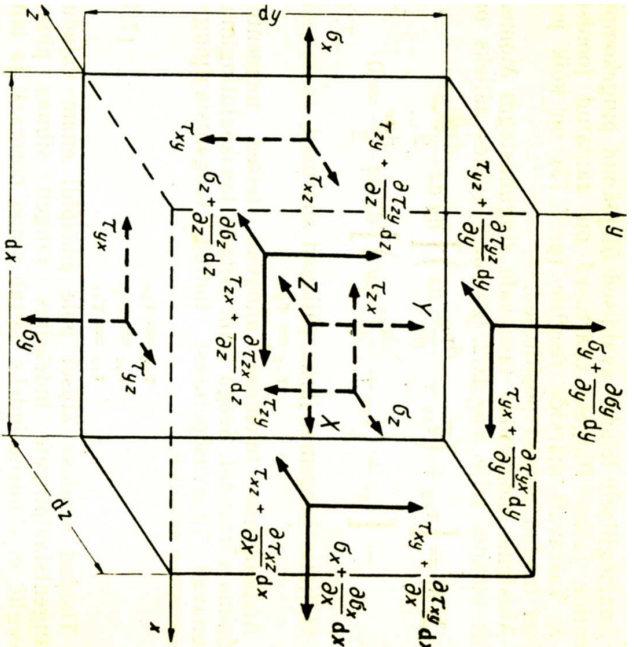 dy
z
y
σx
τxy
τxz
τzy + ∂τzy/∂z dz
τyz + ∂τyz/∂y dy
σz + ∂σz/∂z dz
dx
τyx
τyz
σy
τzx + ∂τzx/∂z dz
Z
Y
X
τzx
τzy
σz
τyx + ∂τyx/∂y dy
σy + ∂σy/∂y dy
dz
τxz + ∂τxz/∂x dx
σx + ∂σx/∂x dx
τxy + ∂τxy/∂x dx
x